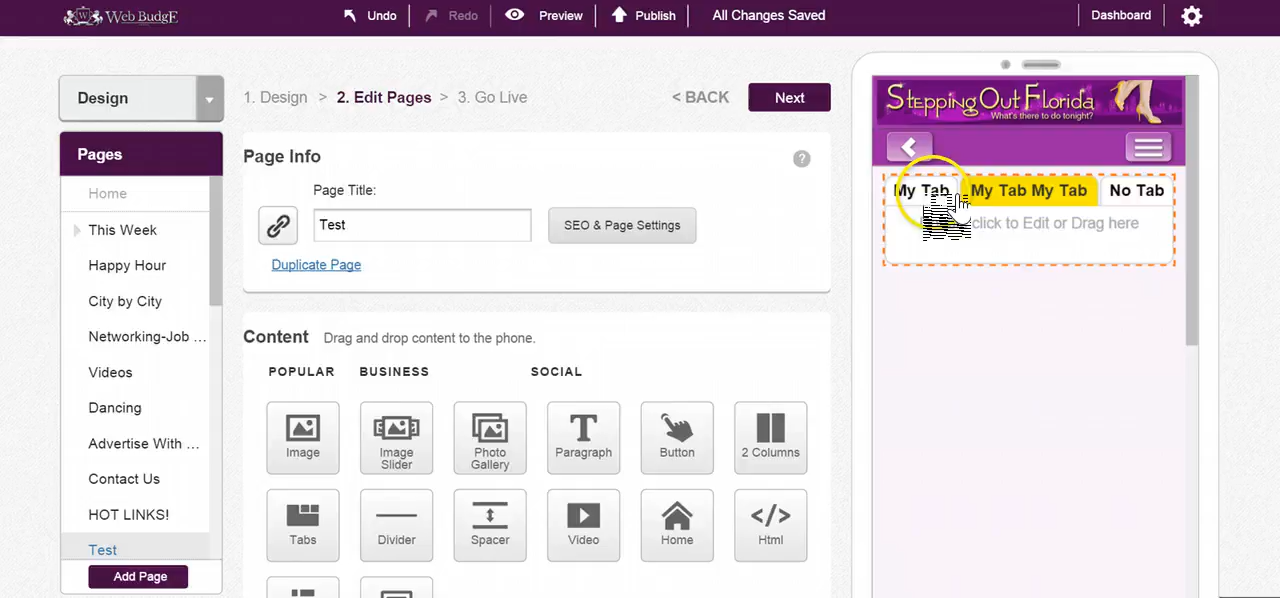 Web BudgE
Undo
Redo
Preview
Publish
All Changes Saved
Dashboard
Design
1. Design > 2. Edit Pages > 3. Go Live
< BACK
Next
Pages
Home
This Week
Happy Hour
City by City
Networking-Job ...
Videos
Dancing
Advertise With ...
Contact Us
HOT LINKS!
Test
Add Page
Page Info
?
Page Title:
Test
SEO & Page Settings
Duplicate Page
Content Drag and drop content to the phone.
POPULAR BUSINESS SOCIAL
Image
Image Slider
Photo Gallery
Paragraph
Button
2 Columns
Tabs
Divider
Spacer
Video
Home
</>
Html
Stepping Out Florida
What's there to do tonight?
My Tab My Tab My Tab No Tab
click to Edit or Drag here